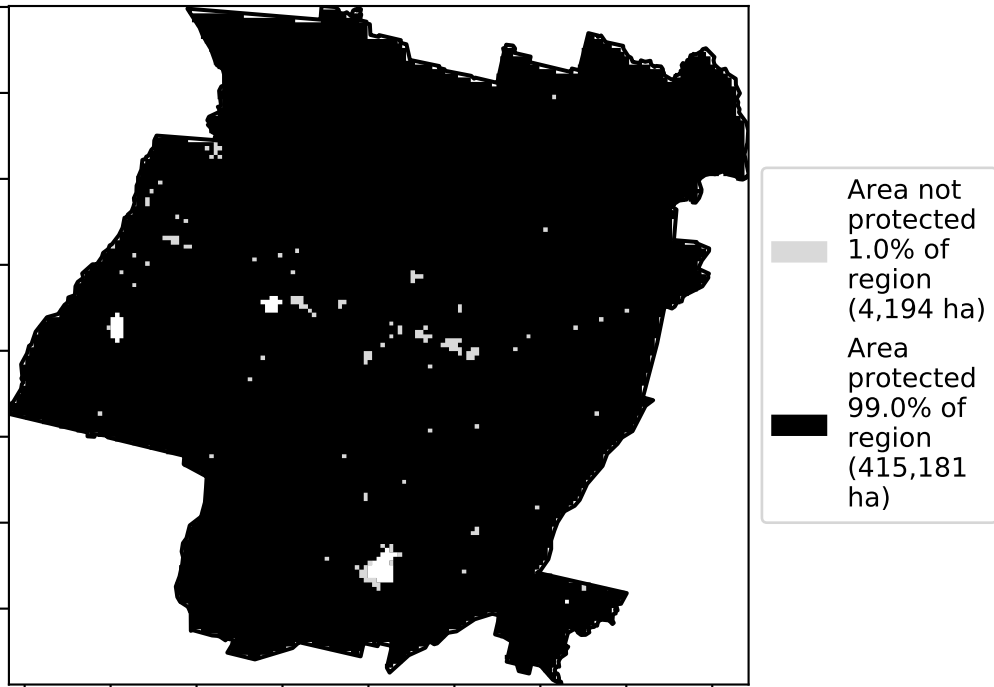 Area not
protected
1.0% of
region
(4,194 ha)
Area
protected
99.0% of
region
(415,181
ha)